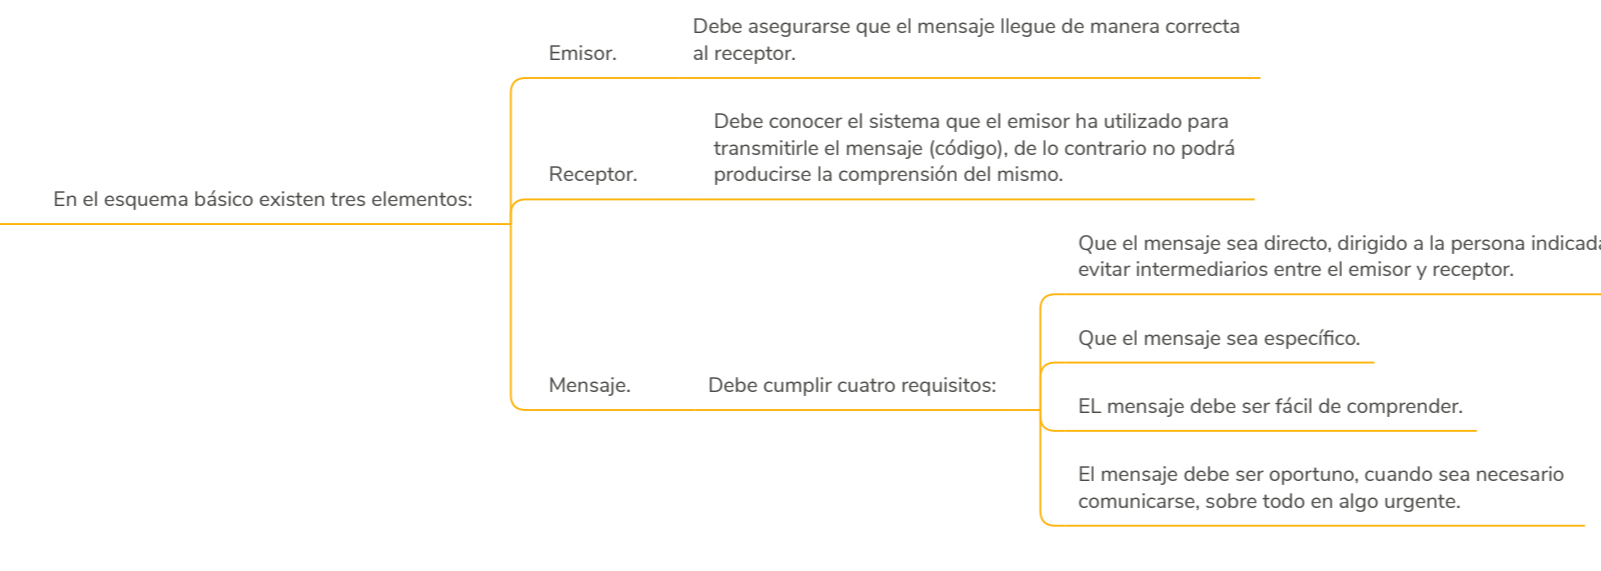 En el esquema básico existen tres elementos:
Emisor.
Debe asegurarse que el mensaje llegue de manera correcta
al receptor.
Receptor.
Debe conocer el sistema que el emisor ha utilizado para
transmitirle el mensaje (código), de lo contrario no podrá
producirse la comprensión del mismo.
Mensaje.
Debe cumplir cuatro requisitos:
Que el mensaje sea directo, dirigido a la persona indicada
evitar intermediarios entre el emisor y receptor.
Que el mensaje sea específico.
EL mensaje debe ser fácil de comprender.
El mensaje debe ser oportuno, cuando sea necesario
comunicarse, sobre todo en algo urgente.